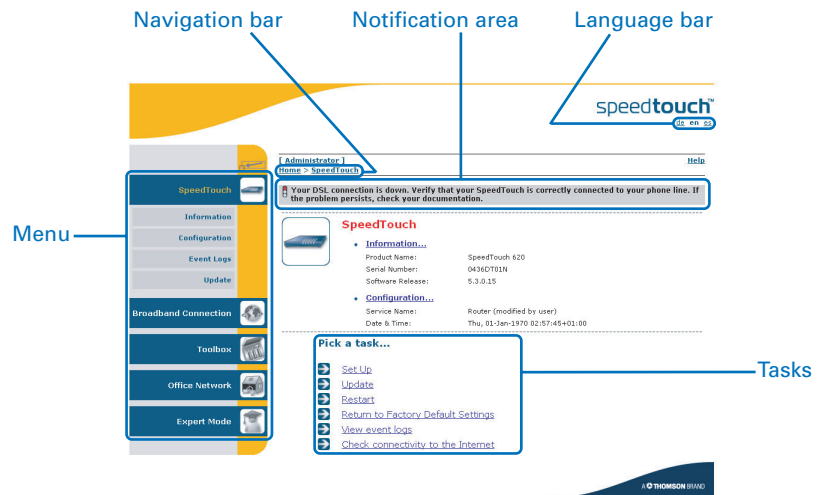 Navigation bar
Notification area
Language bar
speedtouch™
de en es
[ Administrator ]
Help
Home > SpeedTouch
SpeedTouch
Your DSL connection is down. Verify that your SpeedTouch is correctly connected to your phone line. If
the problem persists, check your documentation.
Menu
Information
Configuration
Event Logs
Update
Broadband Connection
Toolbox
Office Network
Expert Mode
SpeedTouch
• Information...
Product Name: SpeedTouch 620
Serial Number: 0436DT01N
Software Release: 5.3.0.15
• Configuration...
Service Name: Router (modified by user)
Date & Time: Thu, 01-Jan-1970 02:57:45+01:00
Pick a task...
Set Up
Update
Restart
Return to Factory Default Settings
View event logs
Check connectivity to the Internet
Tasks
A THOMSON BRAND